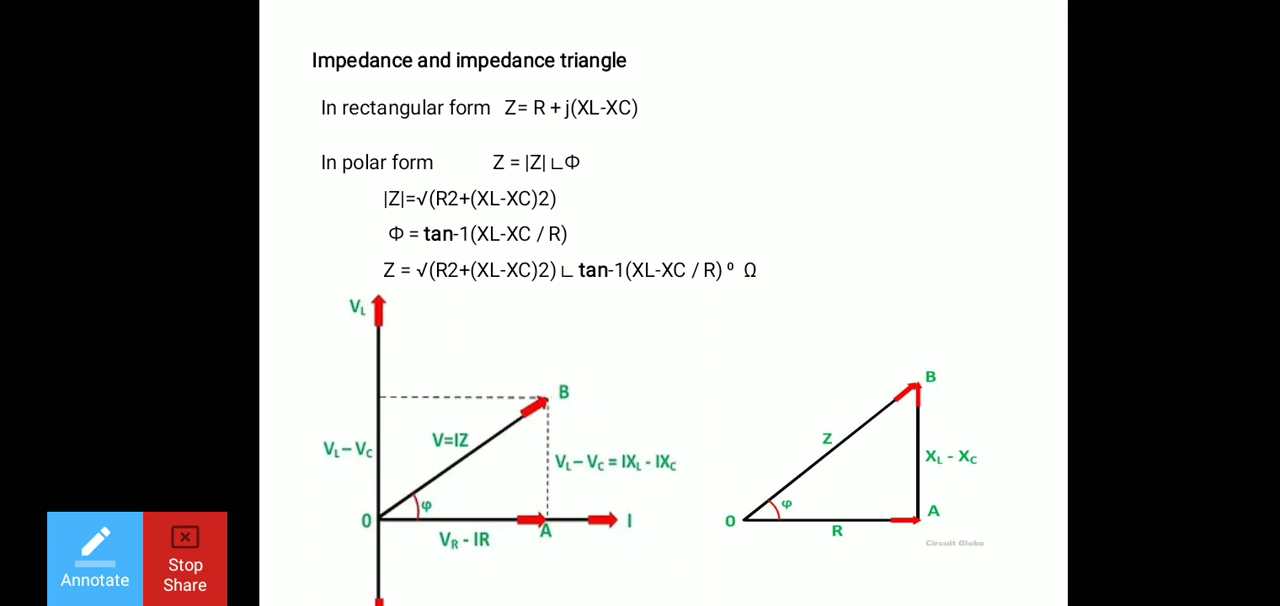 Impedance and impedance triangle
In rectangular form Z= R + j(XL-XC)
In polar form Z = |Z| ∟Φ
|Z|=√(R2+(XL-XC)2)
Φ = tan-1(XL-XC / R)
Z = √(R2+(XL-XC)2) ∟ tan-1(XL-XC / R) º Ω
VL
B
V=IZ
VL – VC
VL – VC = IXL - IXC
φ
O
A
I
VR - IR
B
Z
XL - XC
φ
O
A
R
Circuit Globe
Annotate
Stop
Share